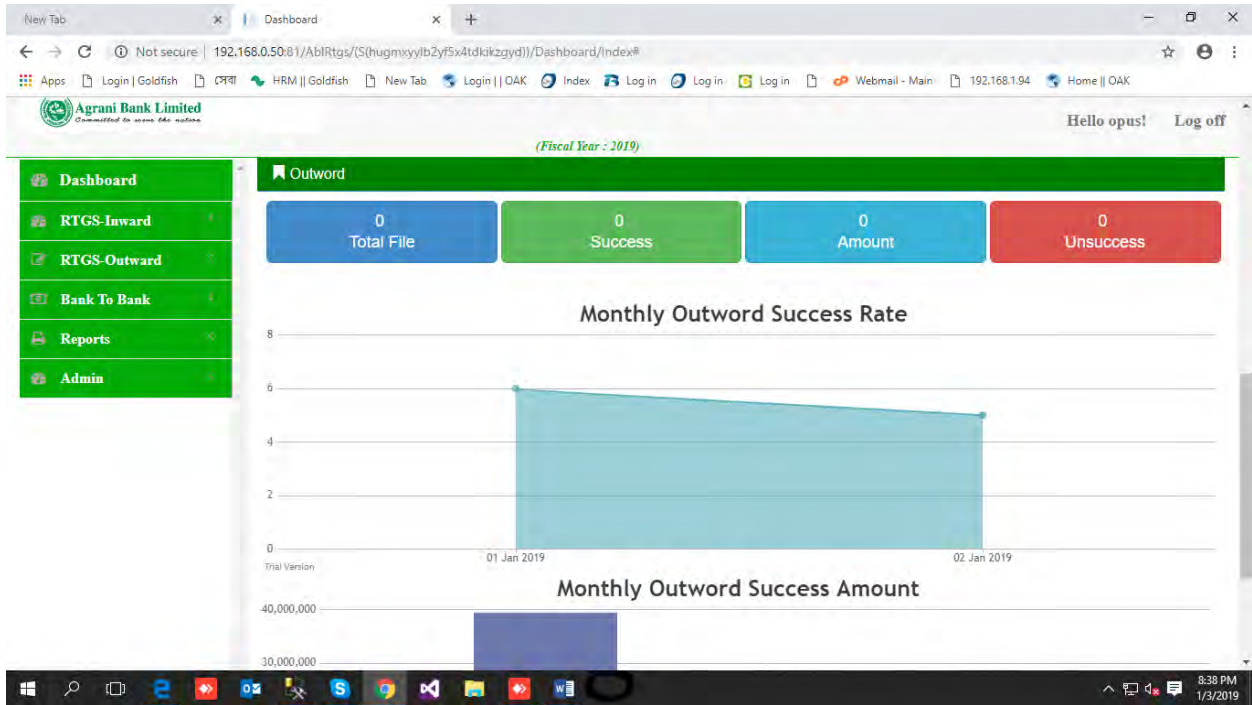 New Tab
Dashboard
Not secure | 192.168.0.50:81/AblRtgs/(S(hugmxyylb2yf5x4tdkikzgyd))/Dashboard/Index#
Apps Login | Goldfish সেবা HRM || Goldfish New Tab Login || OAK Index Log in Log in Log in Webmail - Main 192.168.1.94 Home || OAK
Agrani Bank Limited
Committed to serve the nation
Hello opus! Log off
(Fiscal Year : 2019)
Dashboard
RTGS-Inward
RTGS-Outward
Bank To Bank
Reports
Admin
Outword
0
Total File
0
Success
0
Amount
0
Unsuccess
Monthly Outword Success Rate
8
6
4
2
0
01 Jan 2019 02 Jan 2019
Trial Version
Monthly Outword Success Amount
40,000,000
30,000,000
8:38 PM
1/3/2019